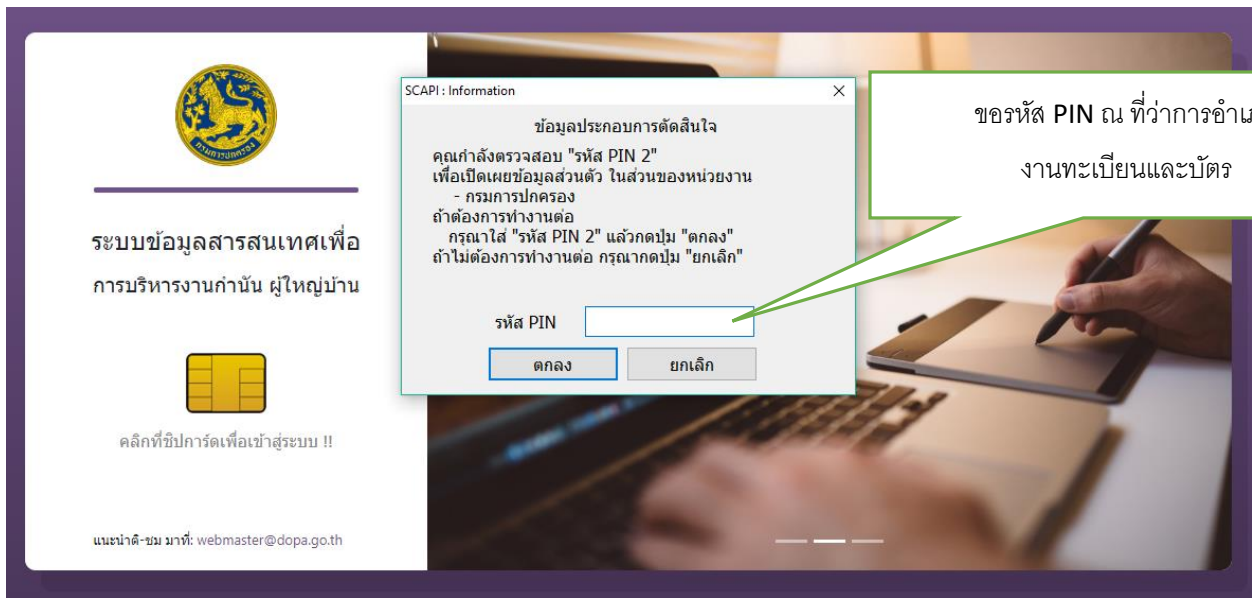 SCAPI : Information
ข้อมูลประกอบการตัดสินใจ
คุณกำลังตรวจสอบ "รหัส PIN 2"
เพื่อเปิดเผยข้อมูลส่วนตัว ในส่วนของหน่วยงาน
- กรมการปกครอง
ถ้าต้องการทำงานต่อ
กรุณาใส่ "รหัส PIN 2" แล้วกดปุ่ม "ตกลง"
ถ้าไม่ต้องการทำงานต่อ กรุณากดปุ่ม "ยกเลิก"
รหัส PIN
ตกลง
ยกเลิก
ขอรหัส PIN ณ ที่ว่าการอำเภ
งานทะเบียนและบัตร
กรมการปกครอง
ระบบข้อมูลสารสนเทศเพื่อ
การบริหารงานกำนัน ผู้ใหญ่บ้าน
คลิกที่ชิปการ์ดเพื่อเข้าสู่ระบบ !!
แนะนำติ-ชม มาที่: webmaster@dopa.go.th